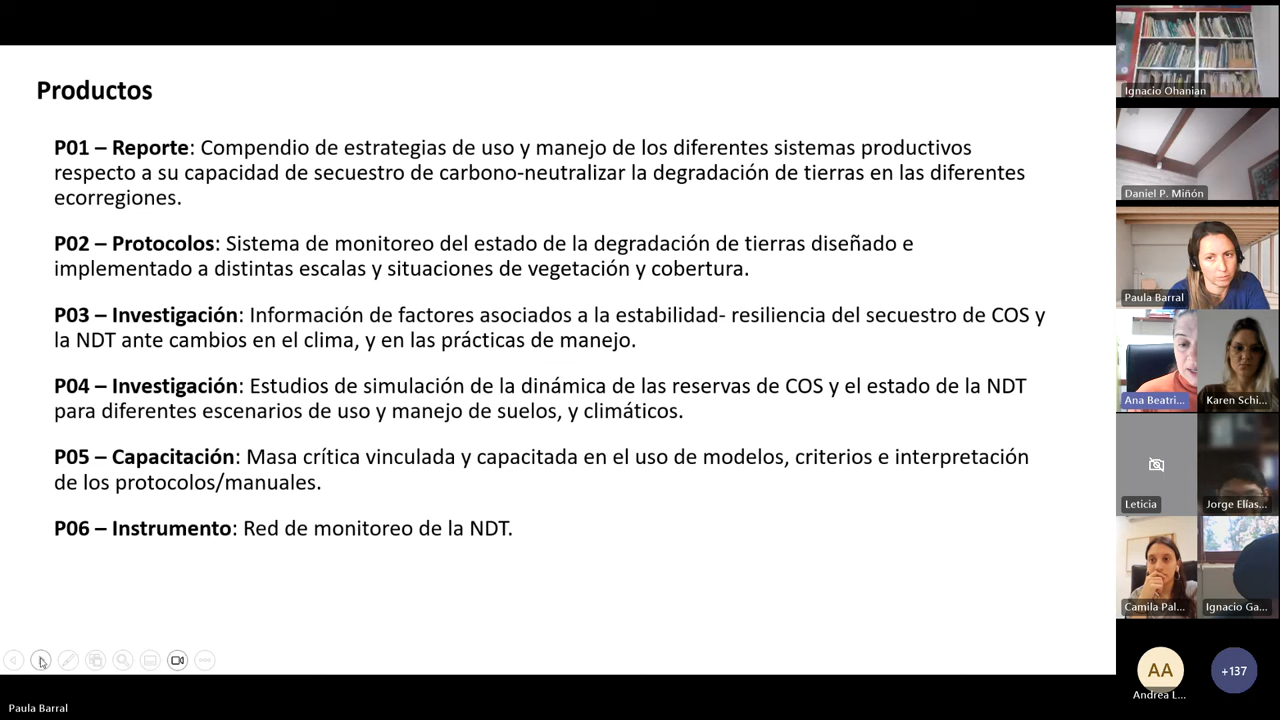 Productos
P01 – Reporte: Compendio de estrategias de uso y manejo de los diferentes sistemas productivos
respecto a su capacidad de secuestro de carbono-neutralizar la degradación de tierras en las diferentes
ecorregiones.
P02 – Protocolos: Sistema de monitoreo del estado de la degradación de tierras diseñado e
implementado a distintas escalas y situaciones de vegetación y cobertura.
P03 – Investigación: Información de factores asociados a la estabilidad- resiliencia del secuestro de COS y
la NDT ante cambios en el clima, y en las prácticas de manejo.
P04 – Investigación: Estudios de simulación de la dinámica de las reservas de COS y el estado de la NDT
para diferentes escenarios de uso y manejo de suelos, y climáticos.
P05 – Capacitación: Masa crítica vinculada y capacitada en el uso de modelos, criterios e interpretación
de los protocolos/manuales.
P06 – Instrumento: Red de monitoreo de la NDT.
Paula Barral
Ignacio Ohanian
Daniel P. Miñón
Paula Barral
Ana Beatri...
Karen Schi...
Leticia
Jorge Elías...
Camila Pal...
Ignacio Ga...
AA
+137
Andrea L...